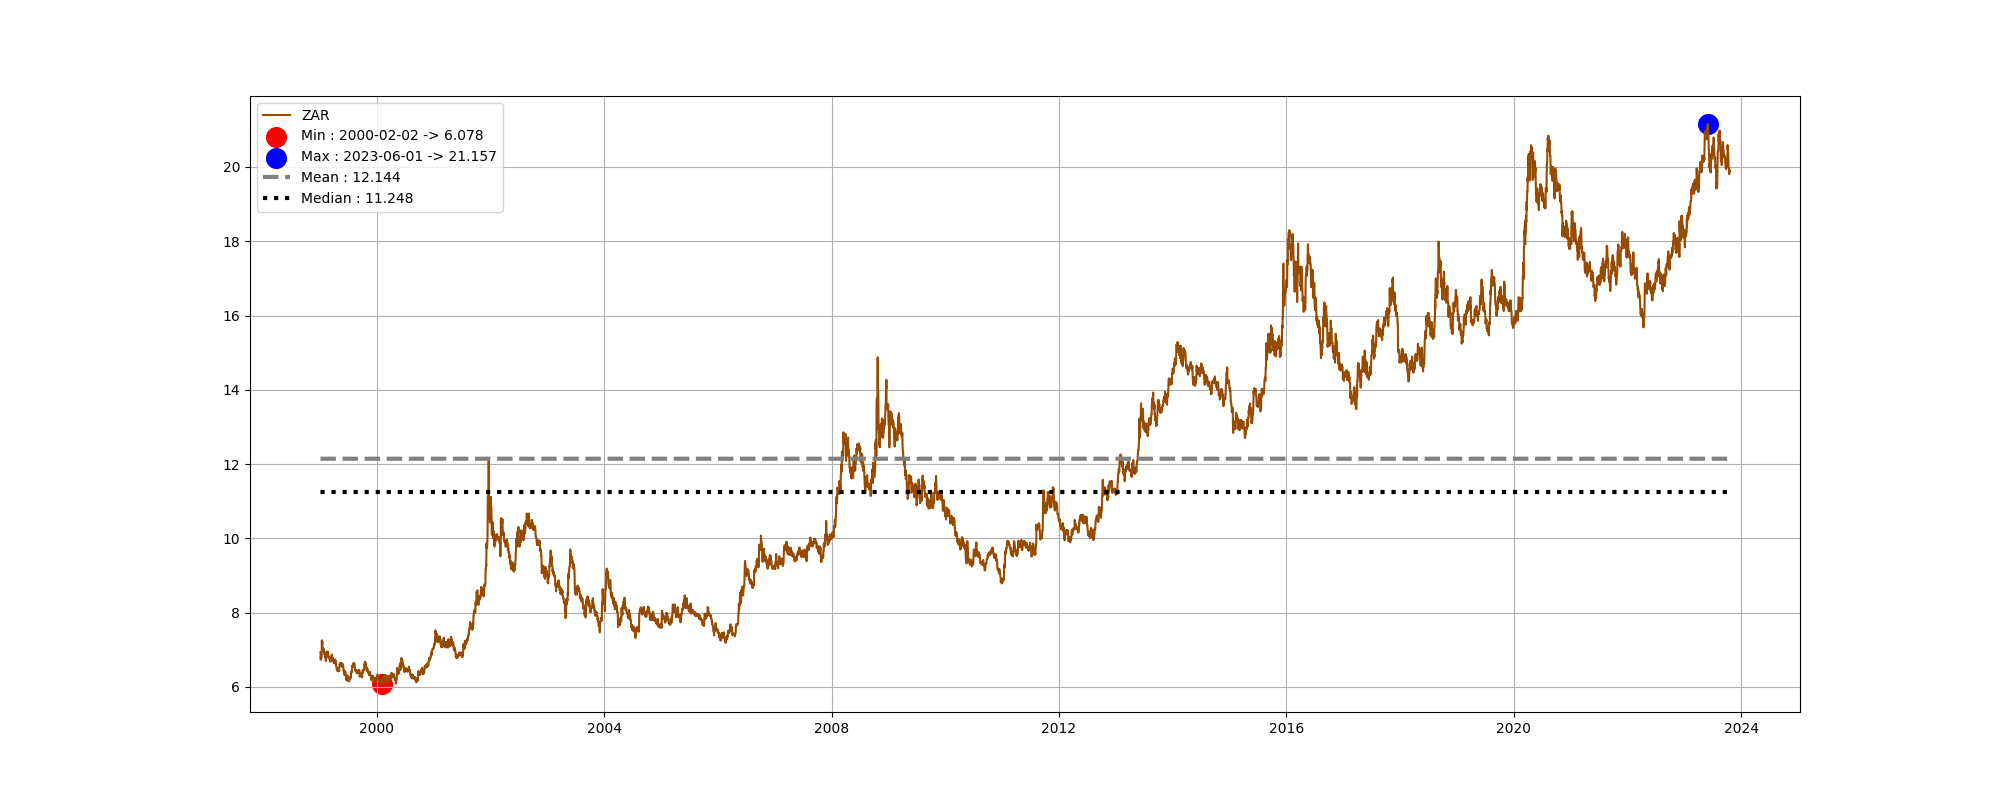 ZAR
Min : 2000-02-02 -> 6.078
Max : 2023-06-01 -> 21.157
Mean : 12.144
Median : 11.248
20
18
16
14
12
10
8
6
2000 2004 2008 2012 2016 2020 2024